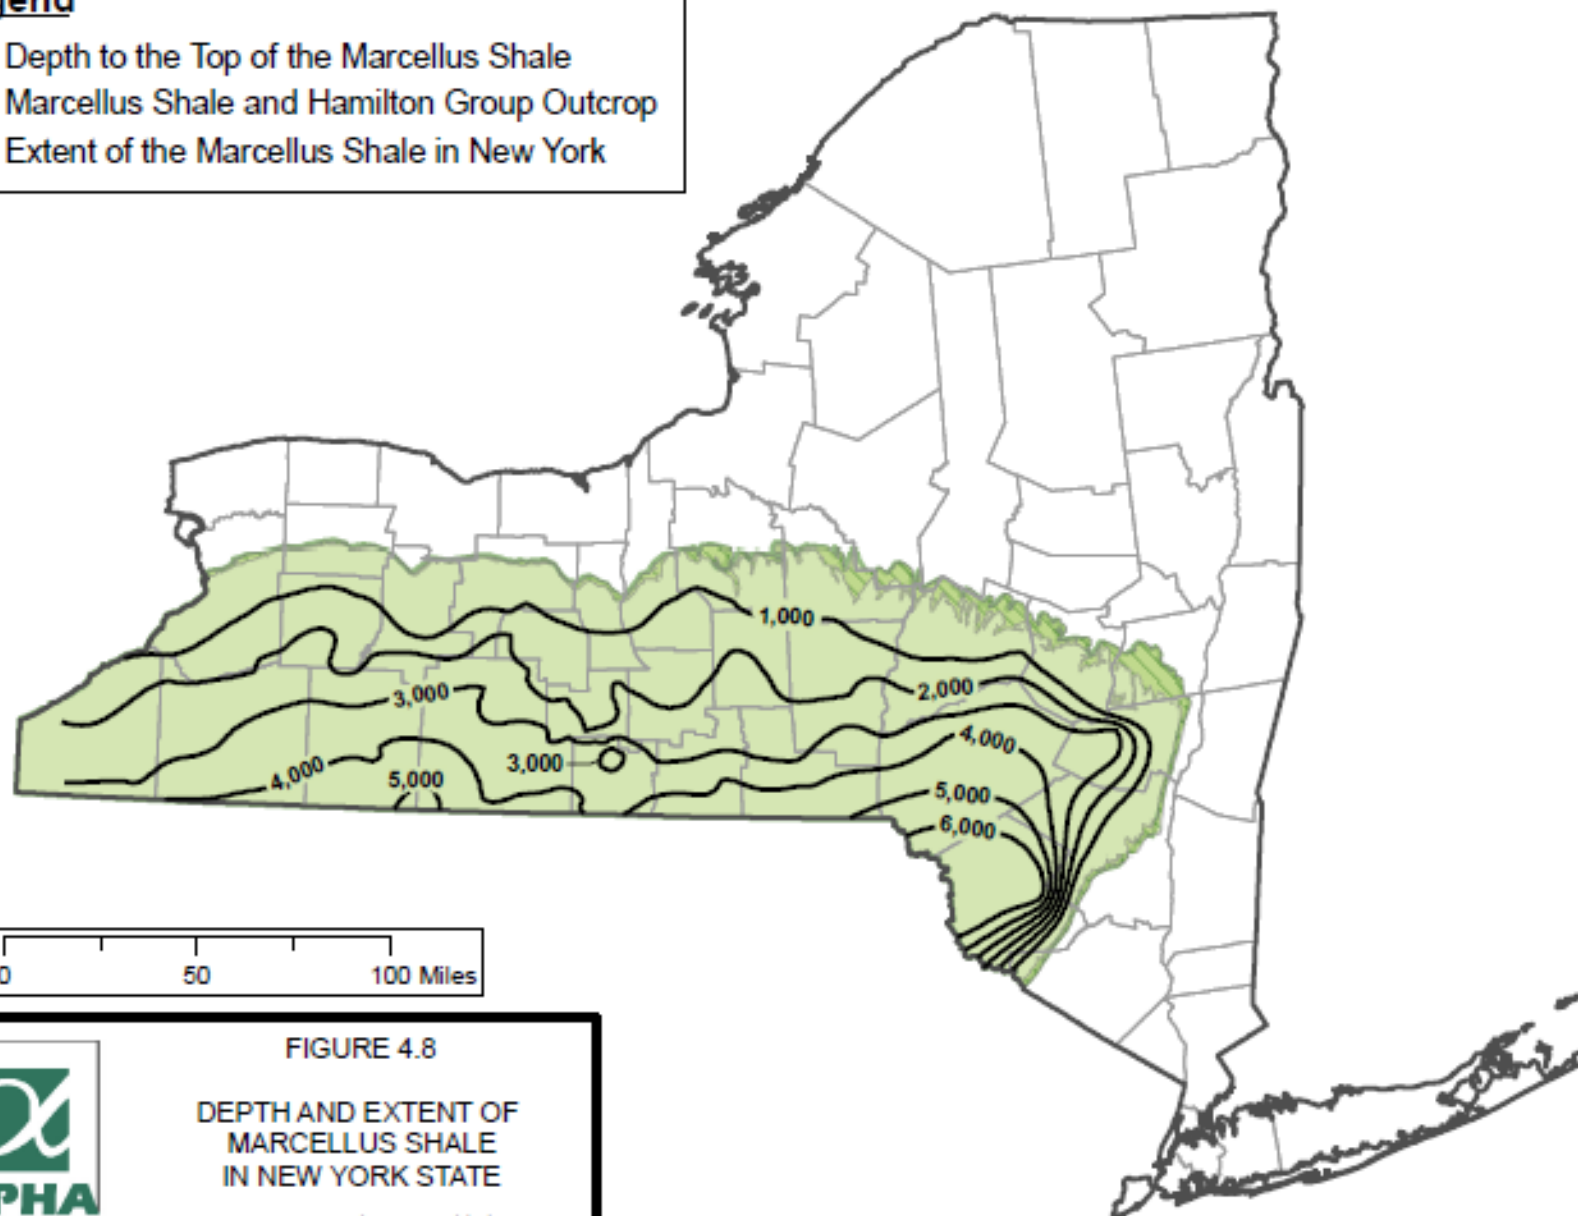 Depth to the Top of the Marcellus Shale
Marcellus Shale and Hamilton Group Outcrop
Extent of the Marcellus Shale in New York
1,000
2,000
3,000
4,000
3,000
4,000
5,000
5,000
6,000
0 50 100 Miles
FIGURE 4.8
DEPTH AND EXTENT OF
MARCELLUS SHALE
IN NEW YORK STATE
PHA